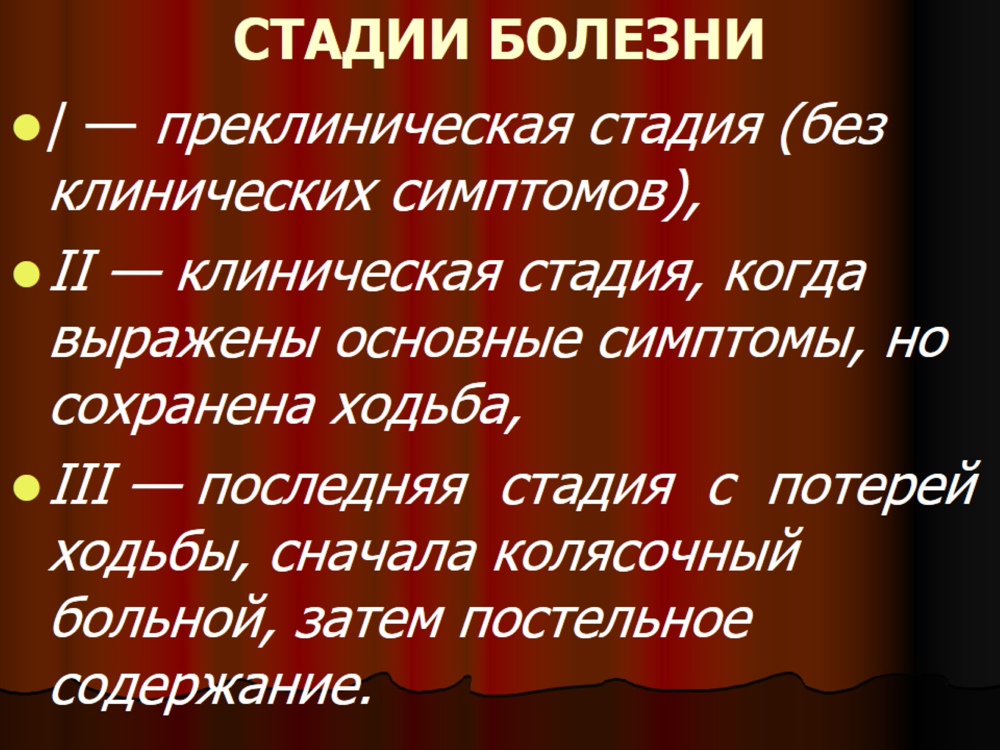 СТАДИИ БОЛЕЗНИ
● / — преклиническая стадия (без
клинических симптомов),
● II — клиническая стадия, когда
выражены основные симптомы, но
сохранена ходьба,
● III — последняя стадия с потерей
ходьбы, сначала колясочный
больной, затем постельное
содержание.